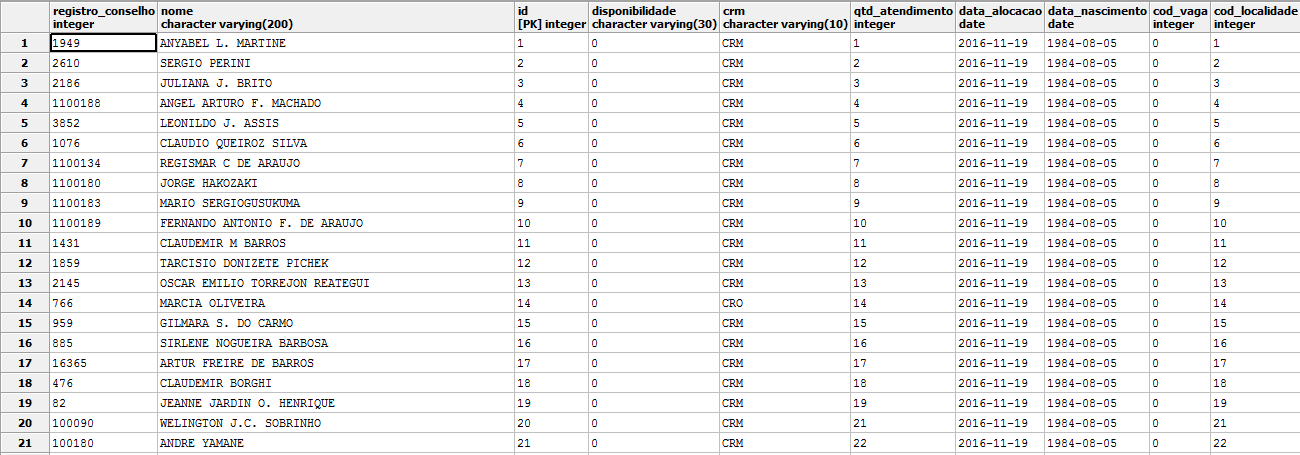 registro_conselho nome id disponibilidade crm qtd_atendimento data_alocacao data_nascimento cod_vaga cod_localidade
integer character varying(200) [PK] integer character varying(30) character varying(10) integer date date integer integer
1 1949 ANYABEL L. MARTINE 1 0 CRM 1 2016-11-19 1984-08-05 0 1
2 2610 SERGIO PERINI 2 0 CRM 2 2016-11-19 1984-08-05 0 2
3 2186 JULIANA J. BRITO 3 0 CRM 3 2016-11-19 1984-08-05 0 3
4 1100188 ANGEL ARTURO F. MACHADO 4 0 CRM 4 2016-11-19 1984-08-05 0 4
5 3852 LEONILDO J. ASSIS 5 0 CRM 5 2016-11-19 1984-08-05 0 5
6 1076 CLAUDIO QUEIROZ SILVA 6 0 CRM 6 2016-11-19 1984-08-05 0 6
7 1100134 REGISMAR C DE ARAUJO 7 0 CRM 7 2016-11-19 1984-08-05 0 7
8 1100180 JORGE HAKOZAKI 8 0 CRM 8 2016-11-19 1984-08-05 0 8
9 1100183 MARIO SERGIOGUSUKUMA 9 0 CRM 9 2016-11-19 1984-08-05 0 9
10 1100189 FERNANDO ANTONIO F. DE ARAUJO 10 0 CRM 10 2016-11-19 1984-08-05 0 10
11 1431 CLAUDEMIR M BARROS 11 0 CRM 11 2016-11-19 1984-08-05 0 11
12 1859 TARCISIO DONIZETE PICHEK 12 0 CRM 12 2016-11-19 1984-08-05 0 12
13 2145 OSCAR EMILIO TORREJON REATEGUI 13 0 CRM 13 2016-11-19 1984-08-05 0 13
14 766 MARCIA OLIVEIRA 14 0 CRO 14 2016-11-19 1984-08-05 0 14
15 959 GILMARA S. DO CARMO 15 0 CRM 15 2016-11-19 1984-08-05 0 15
16 885 SIRLENE NOGUEIRA BARBOSA 16 0 CRM 16 2016-11-19 1984-08-05 0 16
17 16365 ARTUR FREIRE DE BARROS 17 0 CRM 17 2016-11-19 1984-08-05 0 17
18 476 CLAUDEMIR BORGHI 18 0 CRM 18 2016-11-19 1984-08-05 0 18
19 82 JEANNE JARDIN O. HENRIQUE 19 0 CRM 19 2016-11-19 1984-08-05 0 19
20 100090 WELINGTON J.C. SOBRINHO 20 0 CRM 21 2016-11-19 1984-08-05 0 21
21 100180 ANDRE YAMANE 21 0 CRM 22 2016-11-19 1984-08-05 0 22